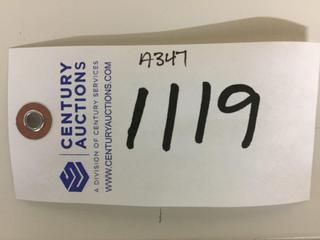 A347
1119
CENTURY
AUCTIONS
A DIVISION OF CENTURY SERVICES
WWW.CENTURYAUCTIONS.COM